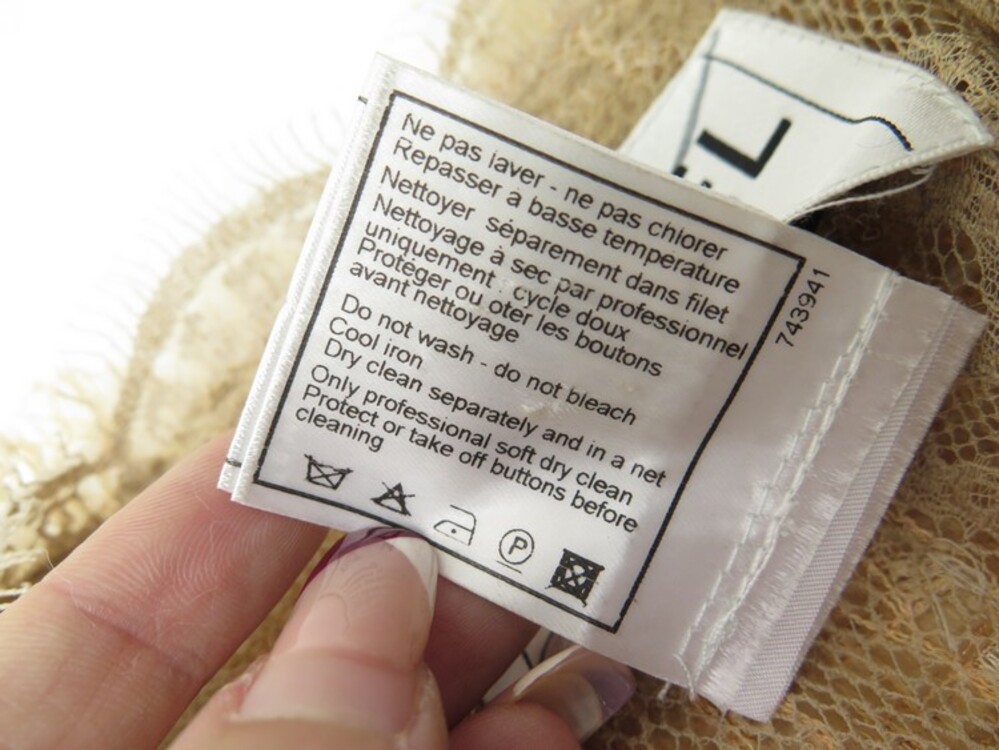 Ne pas laver - ne pas chlorer
Repasser à basse temperature
Nettoyer séparement dans filet
Nettoyage à sec par professionnel
uniquement : cycle doux
Protéger ou oter les boutons
avant nettoyage
Do not wash - do not bleach
Cool iron
Dry clean separately and in a net
Only professional soft dry clean
Protect or take off buttons before
cleaning
P
743941
L